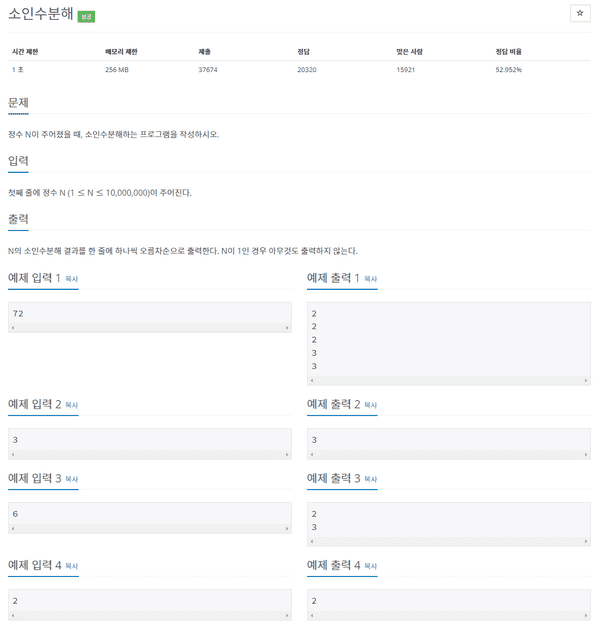 소인수분해 성공
시간 제한 메모리 제한 제출 정답 맞은 사람 정답 비율
1 초 256 MB 37674 20320 15921 52.952%
문제
정수 N이 주어졌을 때, 소인수분해하는 프로그램을 작성하시오.
입력
첫째 줄에 정수 N (1 ≤ N ≤ 10,000,000)이 주어진다.
출력
N의 소인수분해 결과를 한 줄에 하나씩 오름차순으로 출력한다. N이 1인 경우 아무것도 출력하지 않는다.
예제 입력 1 복사
72
예제 출력 1 복사
2
2
2
3
3
예제 입력 2 복사
3
예제 출력 2 복사
3
예제 입력 3 복사
6
예제 출력 3 복사
2
3
예제 입력 4 복사
2
예제 출력 4 복사
2